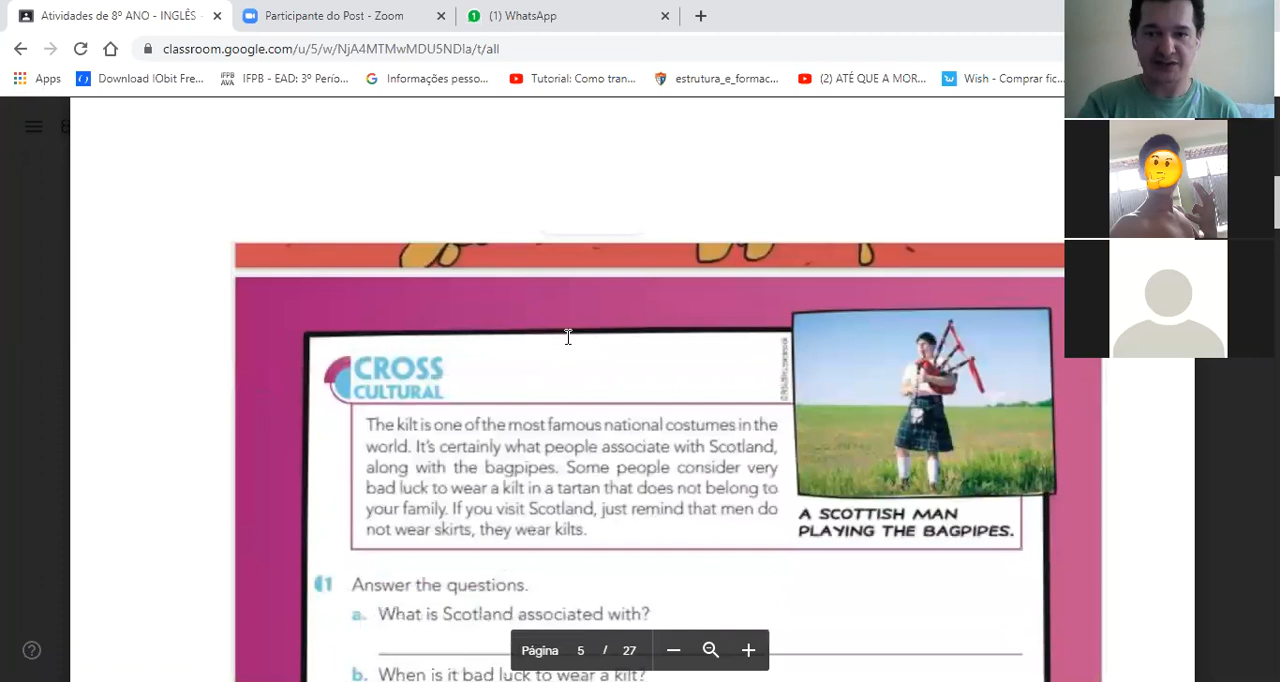 Atividades de 8º ANO - INGLÊS
Participante do Post - Zoom
(1) WhatsApp
classroom.google.com/u/5/w/NjA4MTMwMDU5NDIa/t/all
Apps
Download IObit Fre...
IFPB AVA
IFPB - EAD: 3º Perío...
Informações pesso...
Tutorial: Como tran...
estrutura_e_formac...
(2) ATÉ QUE A MOR...
Wish - Comprar fic...
CROSS
CULTURAL
The kilt is one of the most famous national costumes in the
world. It's certainly what people associate with Scotland,
along with the bagpipes. Some people consider very
bad luck to wear a kilt in a tartan that does not belong to
your family. If you visit Scotland, just remind that men do
not wear skirts, they wear kilts.
A SCOTTISH MAN
PLAYING THE BAGPIPES.
1 Answer the questions.
a. What is Scotland associated with?
b. When is it bad luck to wear a kilt?
Página 5 / 27